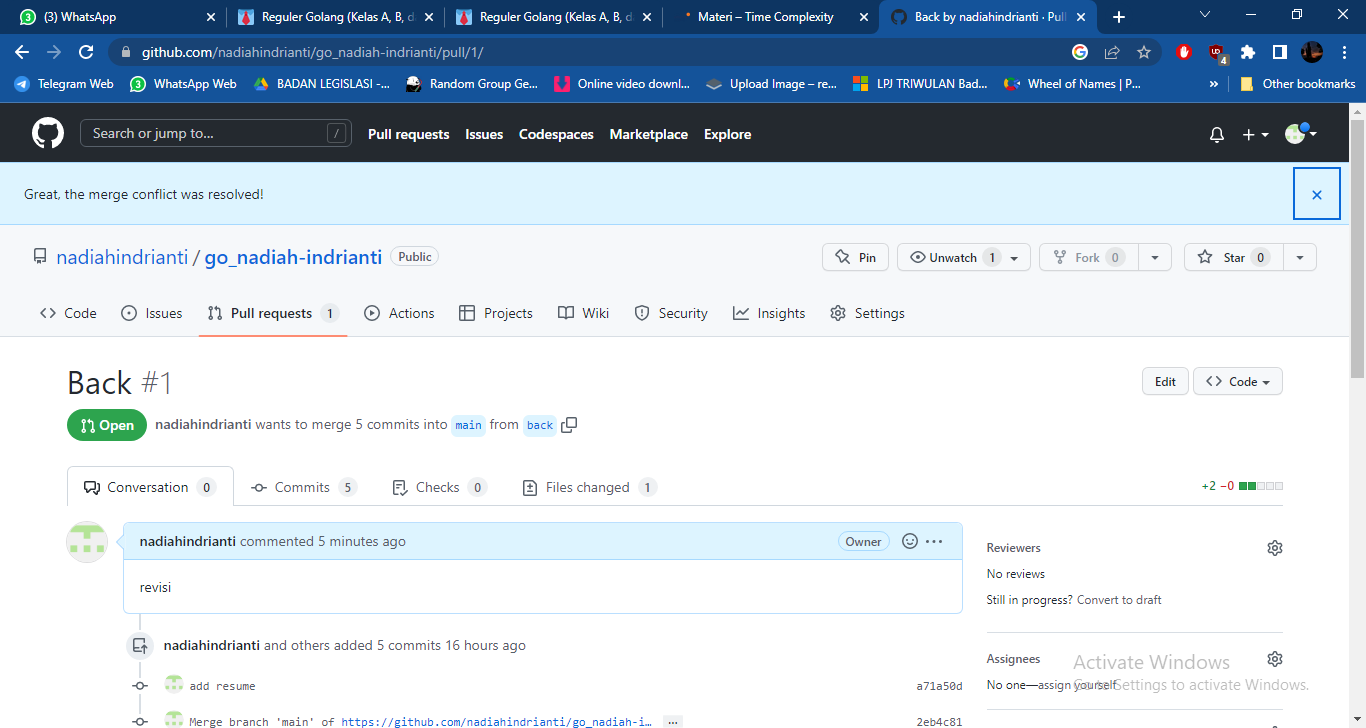 (3) WhatsApp
Reguler Golang (Kelas A, B, d
Reguler Golang (Kelas A, B, d
Materi – Time Complexity
Back by nadiahindrianti · Pull
github.com/nadiahindrianti/go_nadiah-indrianti/pull/1/
4
Telegram Web
WhatsApp Web
BADAN LEGISLASI -...
Random Group Ge...
Online video downl...
Upload Image – re...
LPJ TRIWULAN Bad...
Wheel of Names | P...
»
Other bookmarks
Search or jump to...
/
Pull requests
Issues
Codespaces
Marketplace
Explore
Great, the merge conflict was resolved!
nadiahindrianti / go_nadiah-indrianti
Public
Pin
Unwatch 1
Fork 0
Star 0
Code
Issues
Pull requests 1
Actions
Projects
Wiki
Security
Insights
Settings
Back #1
Edit
Code
Open
nadiahindrianti wants to merge 5 commits into main from back
Conversation 0
Commits 5
Checks 0
Files changed 1
+2 −0
nadiahindrianti commented 5 minutes ago
Owner
revisi
nadiahindrianti and others added 5 commits 16 hours ago
add resume
a71a50d
Merge branch 'main' of https://github.com/nadiahindrianti/go_nadiah-i…
...
2eb4c81
Reviewers
No reviews
Still in progress? Convert to draft
Assignees
No one—assign yourself
Activate Windows
Go to Settings to activate Windows.